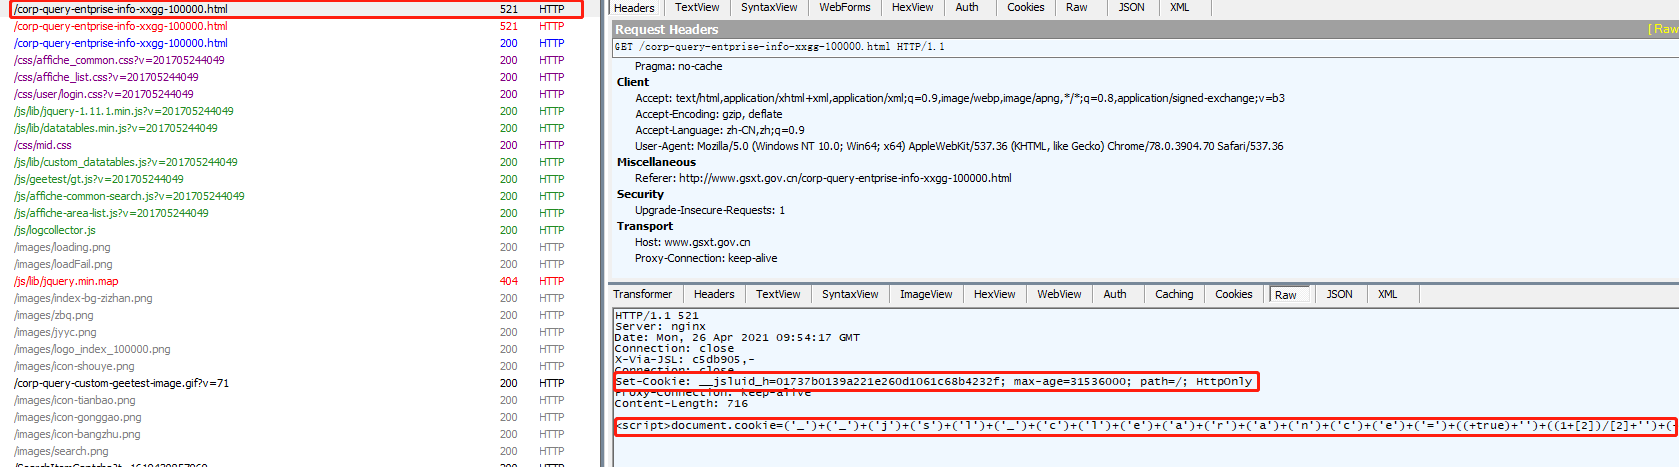 /corp-query-entprise-info-xxgg-100000.html 521 HTTP
/corp-query-entprise-info-xxgg-100000.html 521 HTTP
/corp-query-entprise-info-xxgg-100000.html 200 HTTP
/css/affiche_common.css?v=201705244049 200 HTTP
/css/affiche_list.css?v=201705244049 200 HTTP
/css/user/login.css?v=201705244049 200 HTTP
/js/lib/jquery-1.11.1.min.js?v=201705244049 200 HTTP
/js/lib/datatables.min.js?v=201705244049 200 HTTP
/css/mid.css 200 HTTP
/js/lib/custom_datatables.js?v=201705244049 200 HTTP
/js/geetest/gt.js?v=201705244049 200 HTTP
/js/affiche-common-search.js?v=201705244049 200 HTTP
/js/affiche-area-list.js?v=201705244049 200 HTTP
/js/logcollector.js 200 HTTP
/images/loading.png 200 HTTP
/images/loadFail.png 200 HTTP
/js/lib/jquery.min.map 404 HTTP
/images/index-bg-zizhan.png 200 HTTP
/images/zbq.png 200 HTTP
/images/jyyc.png 200 HTTP
/images/logo_index_100000.png 200 HTTP
/images/icon-shouye.png 200 HTTP
/corp-query-custom-geetest-image.gif?v=71 200 HTTP
/images/icon-tianbao.png 200 HTTP
/images/icon-gonggao.png 200 HTTP
/images/icon-bangzhu.png 200 HTTP
/images/search.png 200 HTTP
Headers TextView SyntaxView WebForms HexView Auth Cookies Raw JSON XML
Request Headers [ Raw
GET /corp-query-entprise-info-xxgg-100000.html HTTP/1.1
Pragma: no-cache
Client
Accept: text/html,application/xhtml+xml,application/xml;q=0.9,image/webp,image/apng,*/*;q=0.8,application/signed-exchange;v=b3
Accept-Encoding: gzip, deflate
Accept-Language: zh-CN,zh;q=0.9
User-Agent: Mozilla/5.0 (Windows NT 10.0; Win64; x64) AppleWebKit/537.36 (KHTML, like Gecko) Chrome/78.0.3904.70 Safari/537.36
Miscellaneous
Referer: http://www.gsxt.gov.cn/corp-query-entprise-info-xxgg-100000.html
Security
Upgrade-Insecure-Requests: 1
Transport
Host: www.gsxt.gov.cn
Proxy-Connection: keep-alive
Transformer Headers TextView SyntaxView ImageView HexView WebView Auth Caching Cookies Raw JSON XML
HTTP/1.1 521
Server: nginx
Date: Mon, 26 Apr 2021 09:54:17 GMT
Connection: close
X-Via-JSL: c5db905,-
Connection: close
Set-Cookie: __jsluid_h=01737b0139a221e260d1061c68b4232f; max-age=31536000; path=/; HttpOnly
Proxy-Connection: keep-alive
Content-Length: 716
<script>document.cookie=('_')+('_')+('j')+('s')+('l')+('_')+('c')+('l')+('e')+('a')+('r')+('a')+('n')+('c')+('e')+('=')+((+true)+'')+((1+[2])/[2]+'')+(